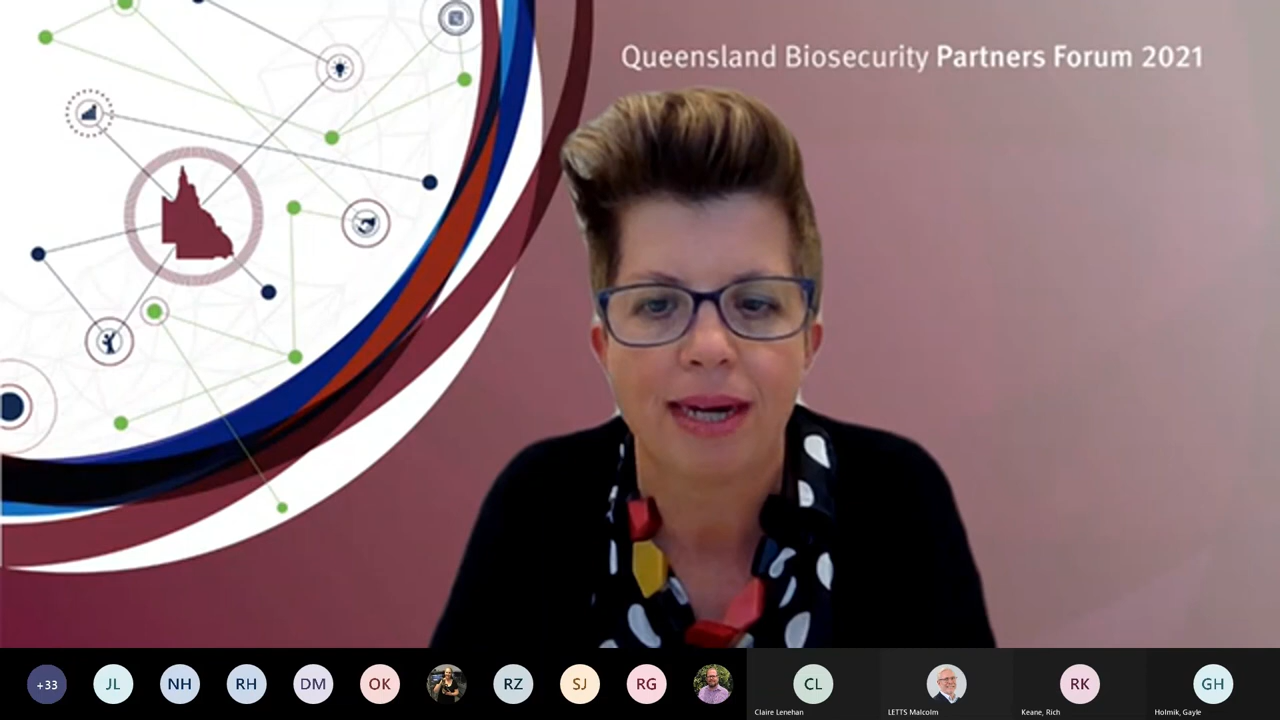 Queensland Biosecurity Partners Forum 2021
+33
JL
NH
RH
DM
OK
RZ
SJ
RG
CL
RK
GH
Claire Lenehan
LETTS Malcolm
Keane, Rich
Holmik, Gayle